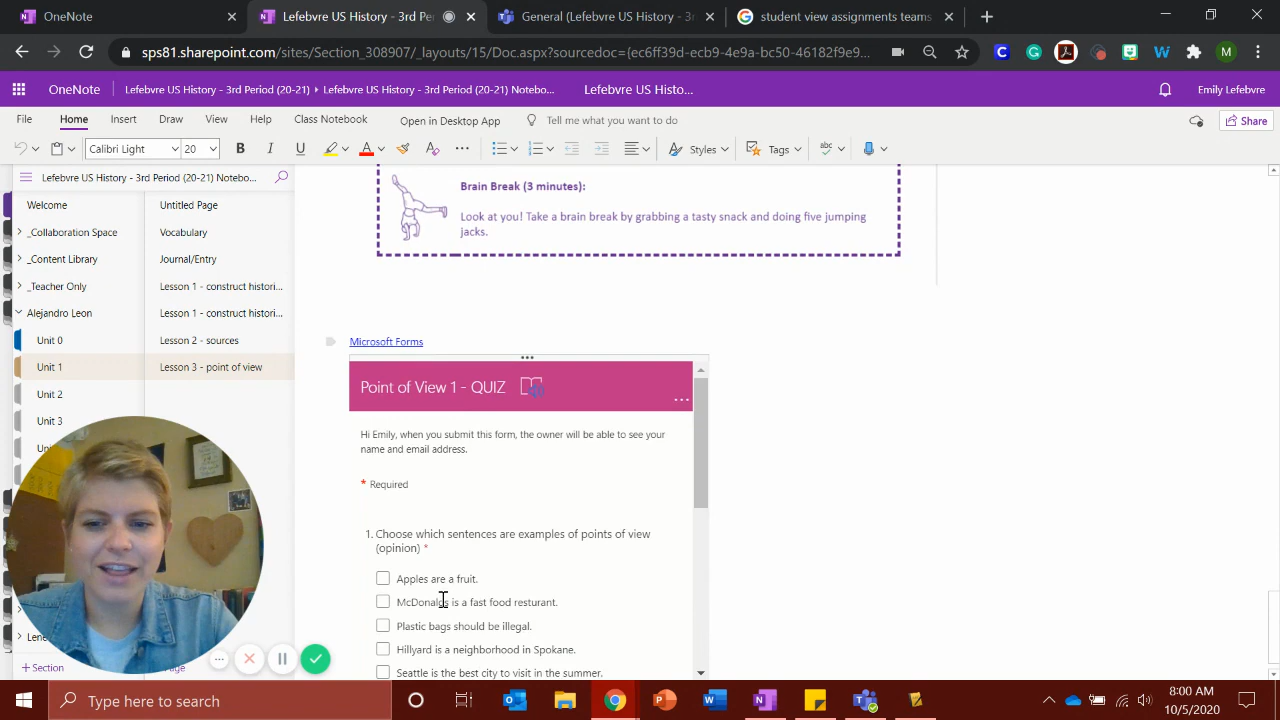 OneNote
Lefebvre US History - 3rd Pe
General (Lefebvre US History - 3r
student view assignments teams
sps81.sharepoint.com/sites/Section_308907/_layouts/15/Doc.aspx?sourcedoc={ec6ff39d-ecb9-4e9a-bc50-46182f9e9...
M
OneNote
Lefebvre US History - 3rd Period (20-21)
Lefebvre US History - 3rd Period (20-21) Notebo...
Lefebvre US Histo...
Emily Lefebvre
File
Home
Insert
Draw
View
Help
Class Notebook
Open in Desktop App
Tell me what you want to do
Share
Calibri Light
20
B
I
U
Styles
Tags
Lefebvre US History - 3rd Period (20-21) Notebo...
Welcome
_Collaboration Space
_Content Library
_Teacher Only
Alejandro Leon
Unit 0
Unit 1
Unit 2
Unit 3
Un
Lene
Section
Untitled Page
Vocabulary
Journal/Entry
Lesson 1 - construct histori...
Lesson 1 - construct histori...
Lesson 2 - sources
Lesson 3 - point of view
Brain Break (3 minutes):
Look at you! Take a brain break by grabbing a tasty snack and doing five jumping
jacks.
Microsoft Forms
Point of View 1 - QUIZ
Hi Emily, when you submit this form, the owner will be able to see your
name and email address.
* Required
1. Choose which sentences are examples of points of view
(opinion) *
Apples are a fruit.
McDonalds is a fast food resturant.
Plastic bags should be illegal.
Hillyard is a neighborhood in Spokane.
Seattle is the best city to visit in the summer.
Type here to search
8:00 AM
10/5/2020